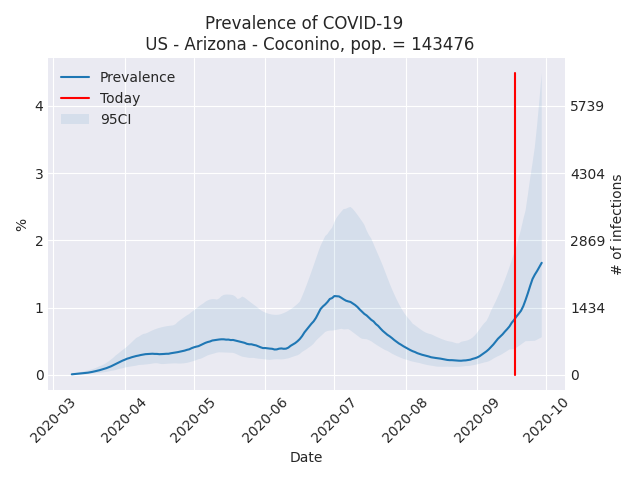 Prevalence of COVID-19
US - Arizona - Coconino, pop. = 143476
Prevalence
Today
95CI
4
3
2
1
0
%
5739
4304
2869
1434
0
# of infections
2020-03
2020-04
2020-05
2020-06
2020-07
2020-08
2020-09
2020-10
Date